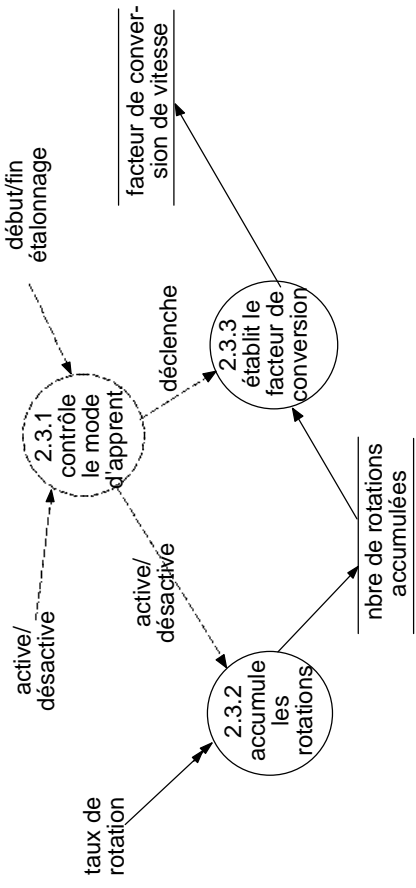 début/fin
étalonnage
active/
désactive
2.3.1
contrôle
le mode
d'apprent
facteur de conver-
sion de vitesse
déclenche
active/
désactive
taux de
rotation
2.3.2
accumule
les
rotations
2.3.3
établit le
facteur de
conversion
nbre de rotations
accumulées